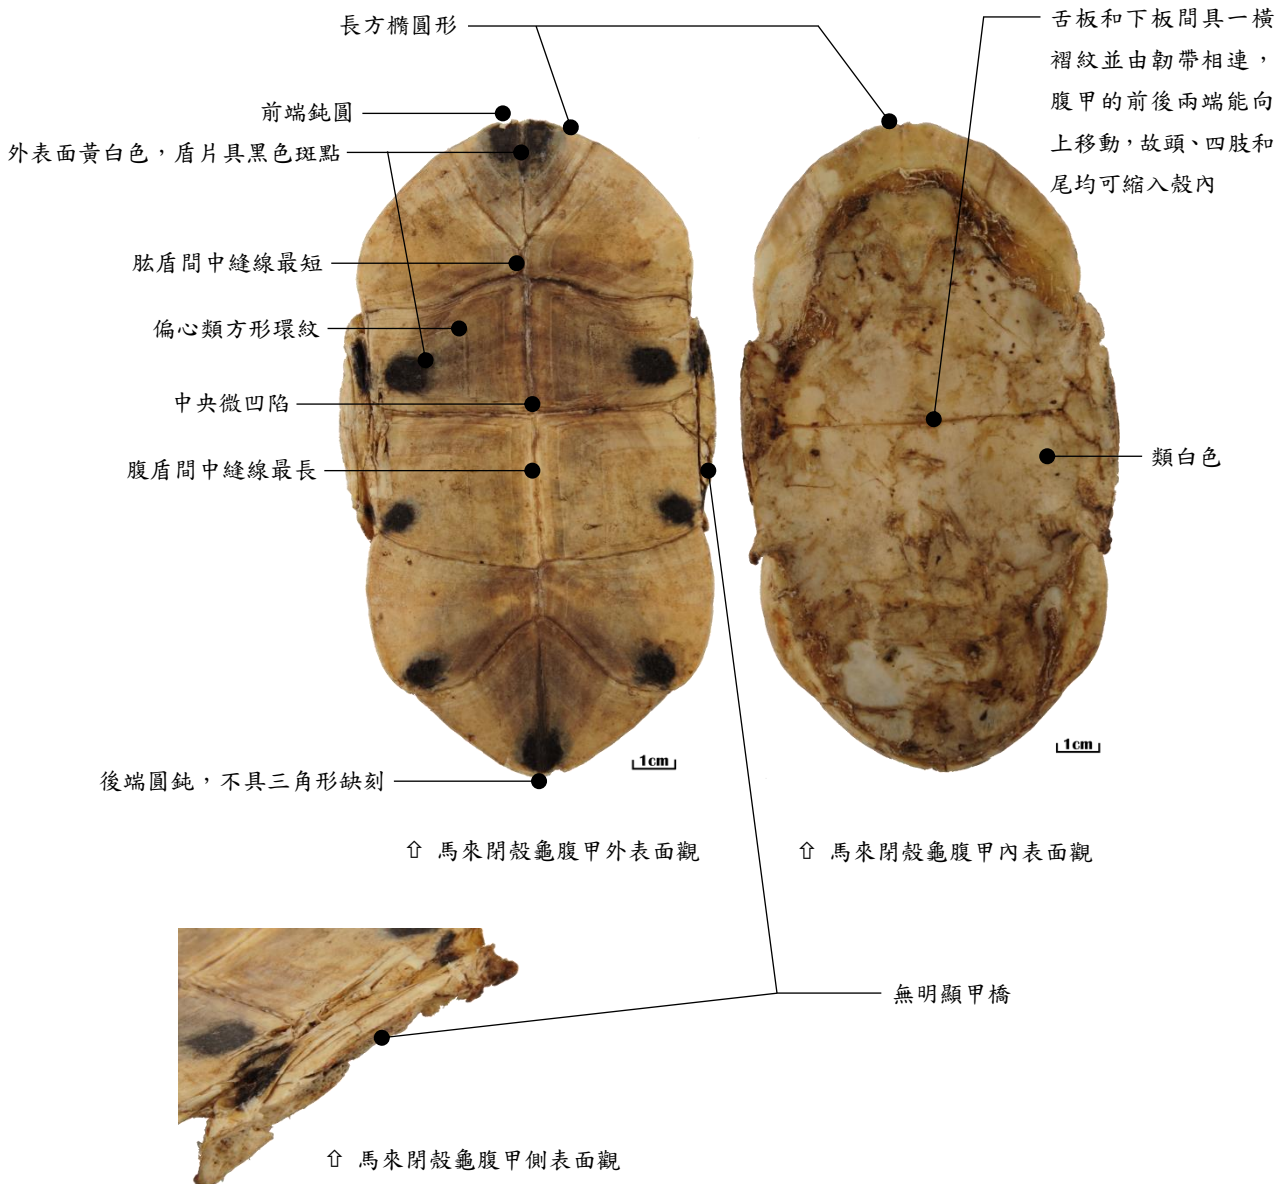 長方橢圓形
舌板和下板間具一橫
褶紋並由韌帶相連，
腹甲的前後兩端能向
上移動，故頭、四肢和
尾均可縮入殼內
前端鈍圓
外表面黃白色，盾片具黑色斑點
肱盾間中縫線最短
偏心類方形環紋
中央微凹陷
腹盾間中縫線最長
類白色
1cm
1cm
後端圓鈍，不具三角形缺刻
⇧ 馬來閉殼龜腹甲外表面觀
⇧ 馬來閉殼龜腹甲內表面觀
無明顯甲橋
⇧ 馬來閉殼龜腹甲側表面觀